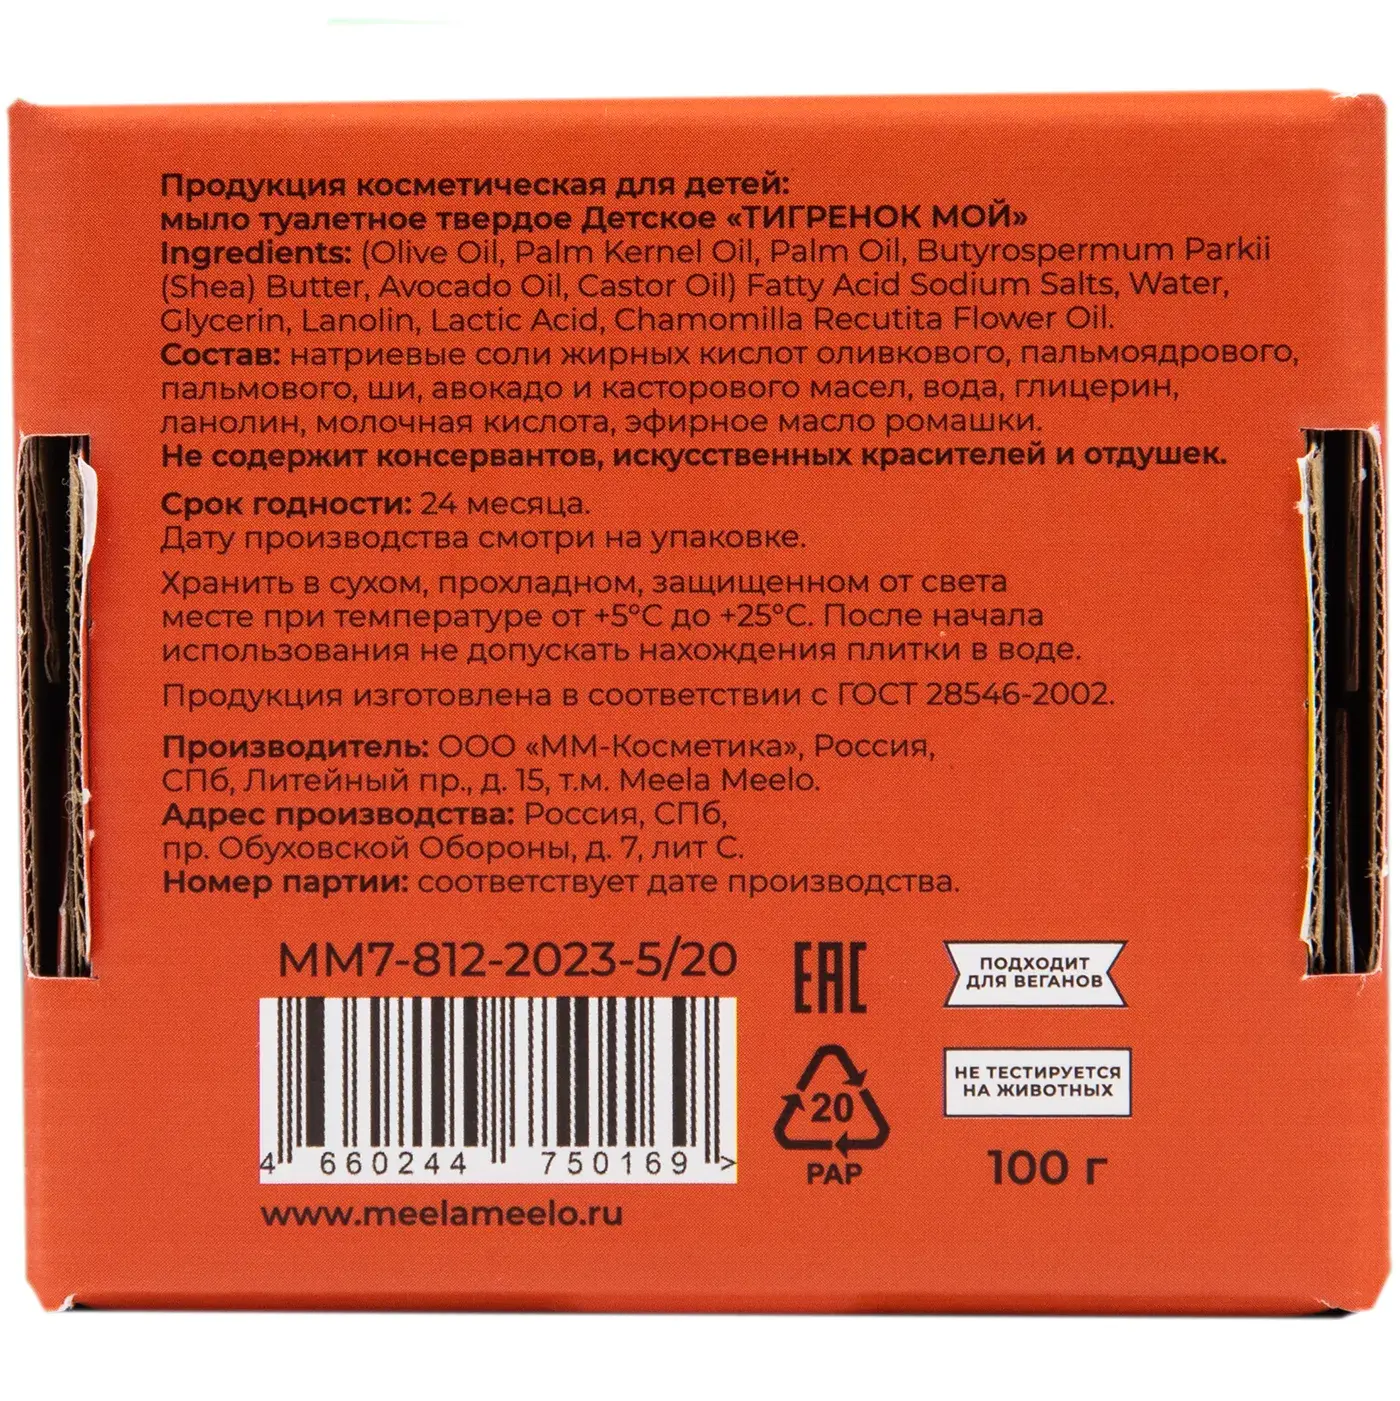 Продукция косметическая для детей:
мыло туалетное твердое Детское «ТИГРЕНОК МОЙ»
Ingredients: (Olive Oil, Palm Kernel Oil, Palm Oil, Butyrospermum Parkii
(Shea) Butter, Avocado Oil, Castor Oil) Fatty Acid Sodium Salts, Water,
Glycerin, Lanolin, Lactic Acid, Chamomilla Recutita Flower Oil.
Состав: натриевые соли жирных кислот оливкового, пальмоядрового,
пальмового, ши, авокадо и касторового масел, вода, глицерин,
ланолин, молочная кислота, эфирное масло ромашки.
Не содержит консервантов, искусственных красителей и отдушек.
Срок годности: 24 месяца.
Дату производства смотри на упаковке.
Хранить в сухом, прохладном, защищенном от света
месте при температуре от +5°C до +25°C. После начала
использования не допускать нахождения плитки в воде.
Продукция изготовлена в соответствии с ГОСТ 28546-2002.
Производитель: ООО «ММ-Косметика», Россия,
СПб, Литейный пр., д. 15, т.м. Meela Meelo.
Адрес производства: Россия, СПб,
пр. Обуховской Обороны, д. 7, лит С.
Номер партии: соответствует дате производства.
ММ7-812-2023-5/20
EAC
ПОДХОДИТ
ДЛЯ ВЕГАНОВ
НЕ ТЕСТИРУЕТСЯ
НА ЖИВОТНЫХ
20
PAP
100 г
4 660244 750169 >
www.meelameelo.ru